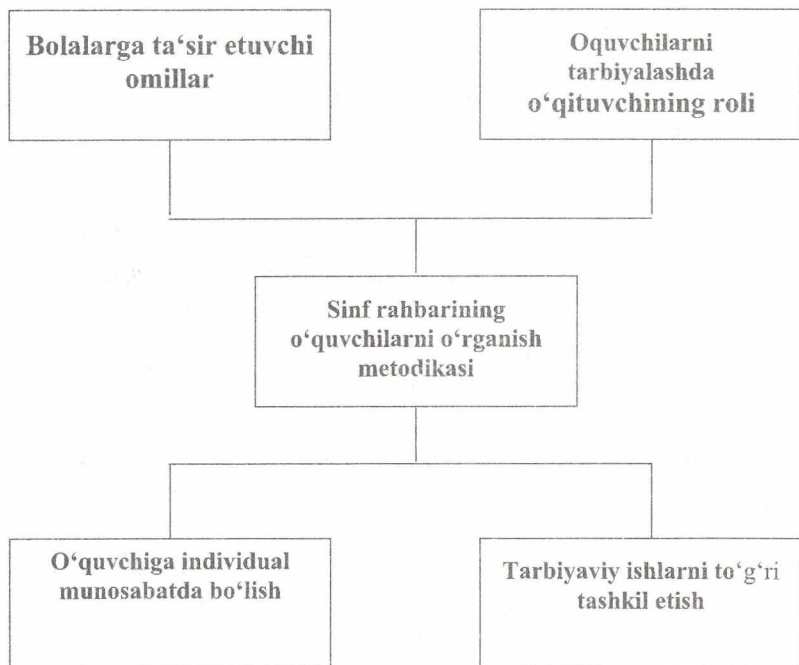 Bolalarga ta‘sir etuvchi
omillar
Oquvchilarni
tarbiyalashda
o‘qituvchining roli
Sinf rahbarining
o‘quvchilarni o‘rganish
metodikasi
O‘quvchiga individual
munosabatda bo‘lish
Tarbiyaviy ishlarni to‘g‘ri
tashkil etish